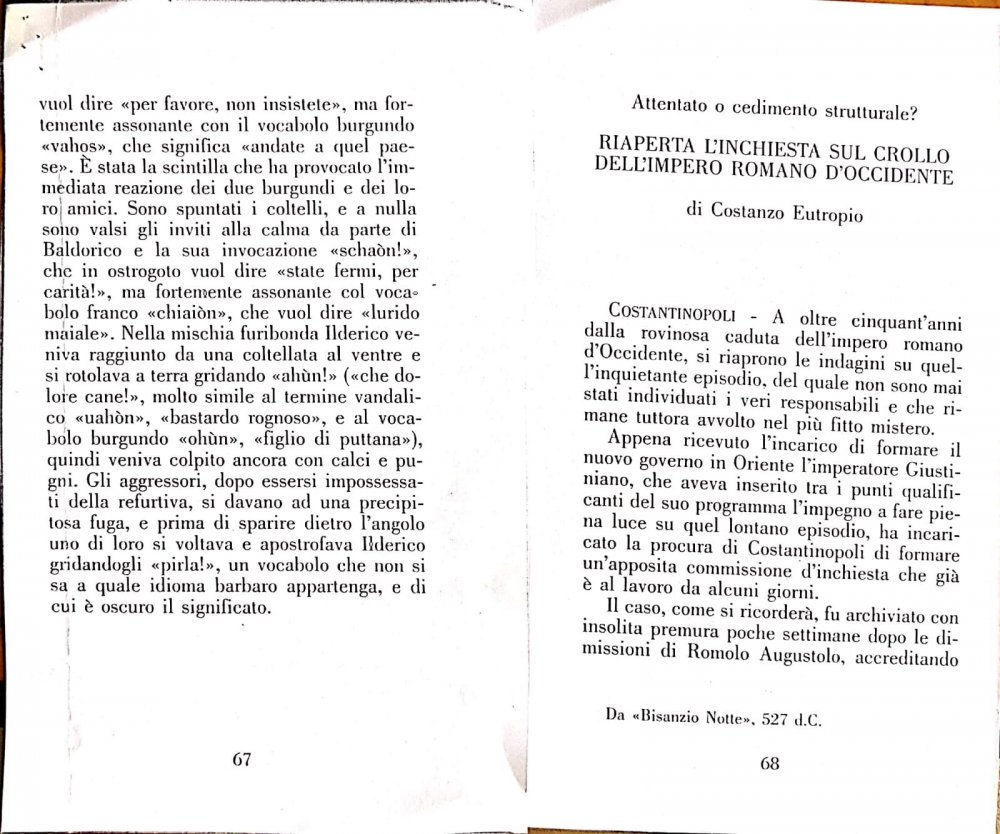 vuol dire «per favore, non insistete», ma for-
temente assonante con il vocabolo burgundo
«vahos», che significa «andate a quel pae-
se». È stata la scintilla che ha provocato l'im-
mediata reazione dei due burgundi e dei lo-
ro amici. Sono spuntati i coltelli, e a nulla
sono valsi gli inviti alla calma da parte di
Baldorico e la sua invocazione «schaòn!»,
che in ostrogoto vuol dire «state fermi, per
carità!», ma fortemente assonante col voca-
bolo franco «chiaiòn», che vuol dire «lurido
maiale». Nella mischia furibonda Ilderico ve-
niva raggiunto da una coltellata al ventre e
si rotolava a terra gridando «ahùn!» («che do-
lore cane!», molto simile al termine vandali-
co «uahòn», «bastardo rognoso», e al voca-
bolo burgundo «ohùn», «figlio di puttana»),
quindi veniva colpito ancora con calci e pu-
gni. Gli aggressori, dopo essersi impossessa-
ti della refurtiva, si davano ad una precipi-
tosa fuga, e prima di sparire dietro l'angolo
uno di loro si voltava e apostrofava Ilderico
gridandogli «pirla!», un vocabolo che non si
sa a quale idioma barbaro appartenga, e di
cui è oscuro il significato.
67
Attentato o cedimento strutturale?
RIAPERTA L'INCHIESTA SUL CROLLO
DELL'IMPERO ROMANO D'OCCIDENTE
di Costanzo Eutropio
COSTANTINOPOLI - A oltre cinquant'anni
dalla rovinosa caduta dell'impero romano
d'Occidente, si riaprono le indagini su quel-
l'inquietante episodio, del quale non sono mai
stati individuati i veri responsabili e che ri-
mane tuttora avvolto nel più fitto mistero.
Appena ricevuto l'incarico di formare il
nuovo governo in Oriente l'imperatore Giusti-
niano, che aveva inserito tra i punti qualifi-
canti del suo programma l'impegno a fare pie-
na luce su quel lontano episodio, ha incari-
cato la procura di Costantinopoli di formare
un'apposita commissione d'inchiesta che già
è al lavoro da alcuni giorni.
Il caso, come si ricorderà, fu archiviato con
insolita premura poche settimane dopo le di-
missioni di Romolo Augustolo, accreditando
Da «Bisanzio Notte», 527 d.C.
68